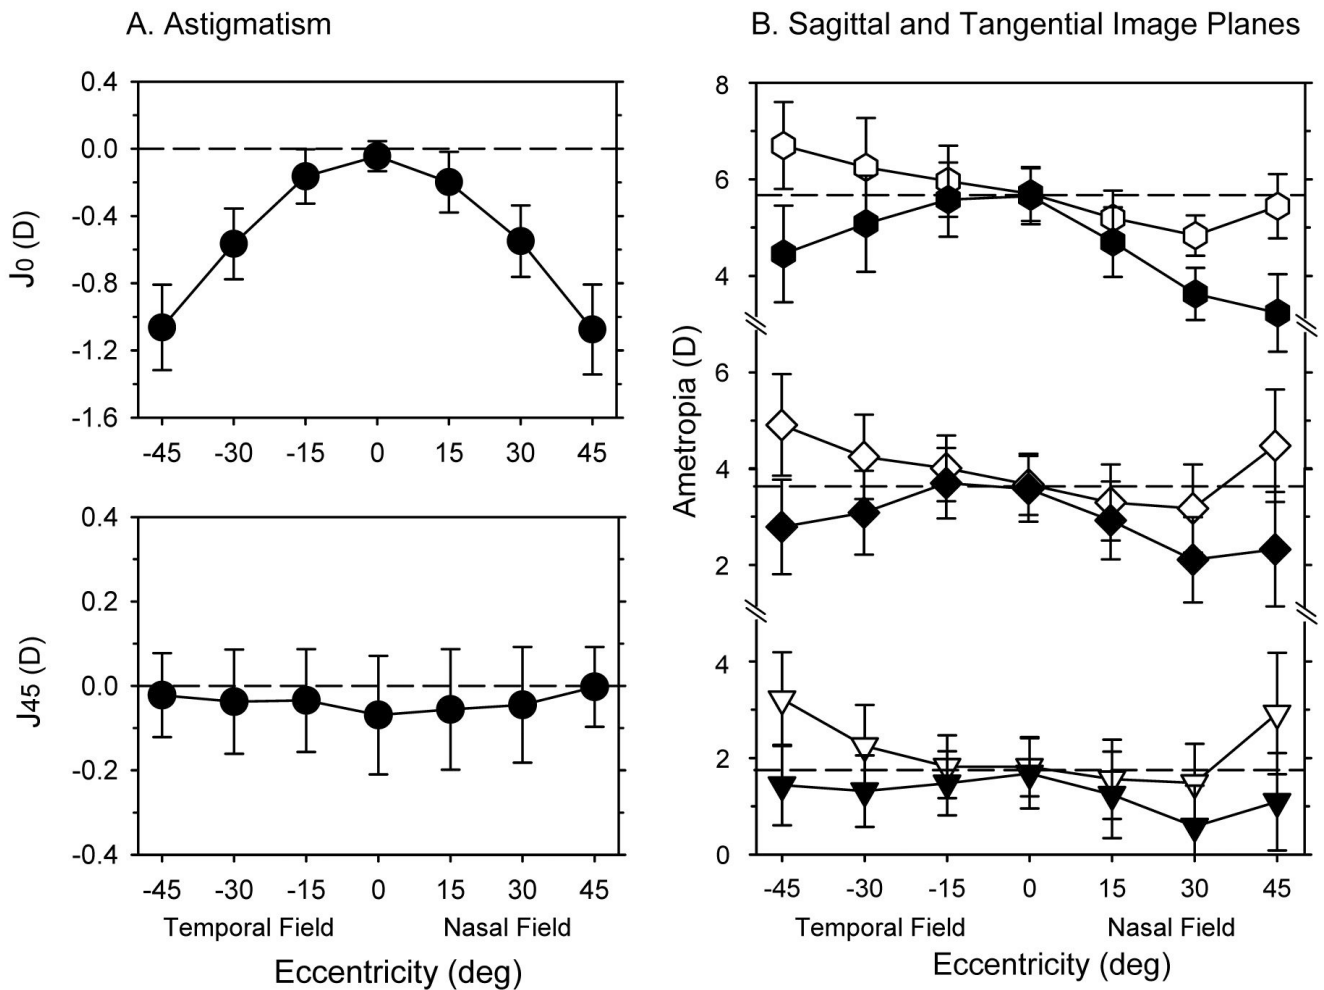 A. Astigmatism
0.4
0.0
-0.4
-0.8
-1.2
-1.6
J0 (D)
-45 -30 -15 0 15 30 45
0.4
0.2
0.0
-0.2
-0.4
J45 (D)
-45 -30 -15 0 15 30 45
Temporal Field Nasal Field
Eccentricity (deg)
B. Sagittal and Tangential Image Planes
8
6
4
6
4
2
4
2
0
Ametropia (D)
-45 -30 -15 0 15 30 45
Temporal Field Nasal Field
Eccentricity (deg)